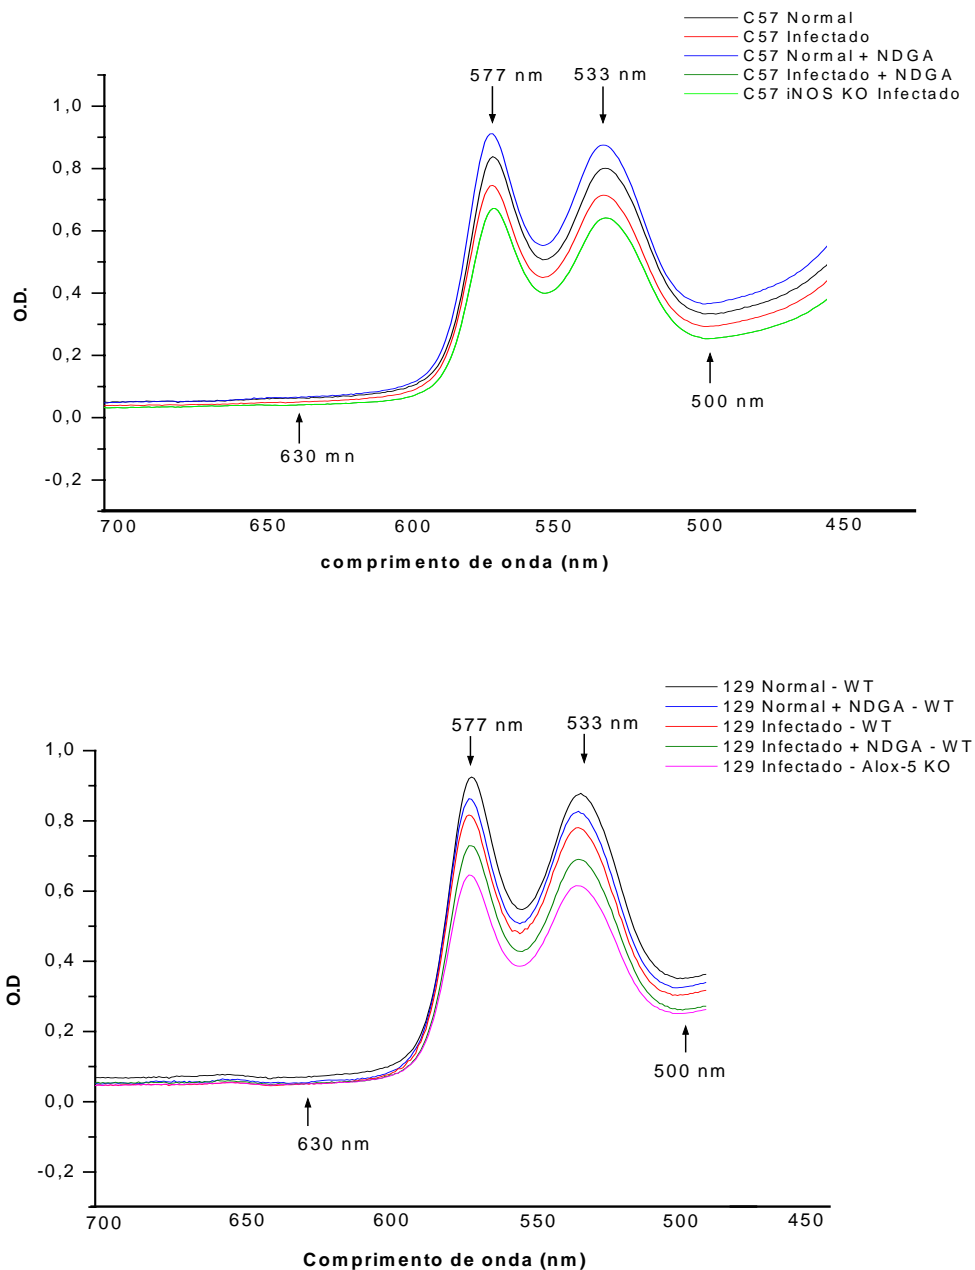 C57 Normal
C57 Infectado
C57 Normal + NDGA
C57 Infectado + NDGA
C57 iNOS KO Infectado
577 nm
533 nm
1,0
0,8
0,6
0,4
0,2
0,0
-0,2
O.D.
500 nm
630 mn
700
650
600
550
500
450
comprimento de onda (nm)
129 Normal - WT
129 Normal + NDGA - WT
129 Infectado - WT
129 Infectado + NDGA - WT
129 Infectado - Alox-5 KO
577 nm
533 nm
1,0
0,8
0,6
0,4
0,2
0,0
-0,2
O.D
500 nm
630 nm
700
650
600
550
500
450
Comprimento de onda (nm)